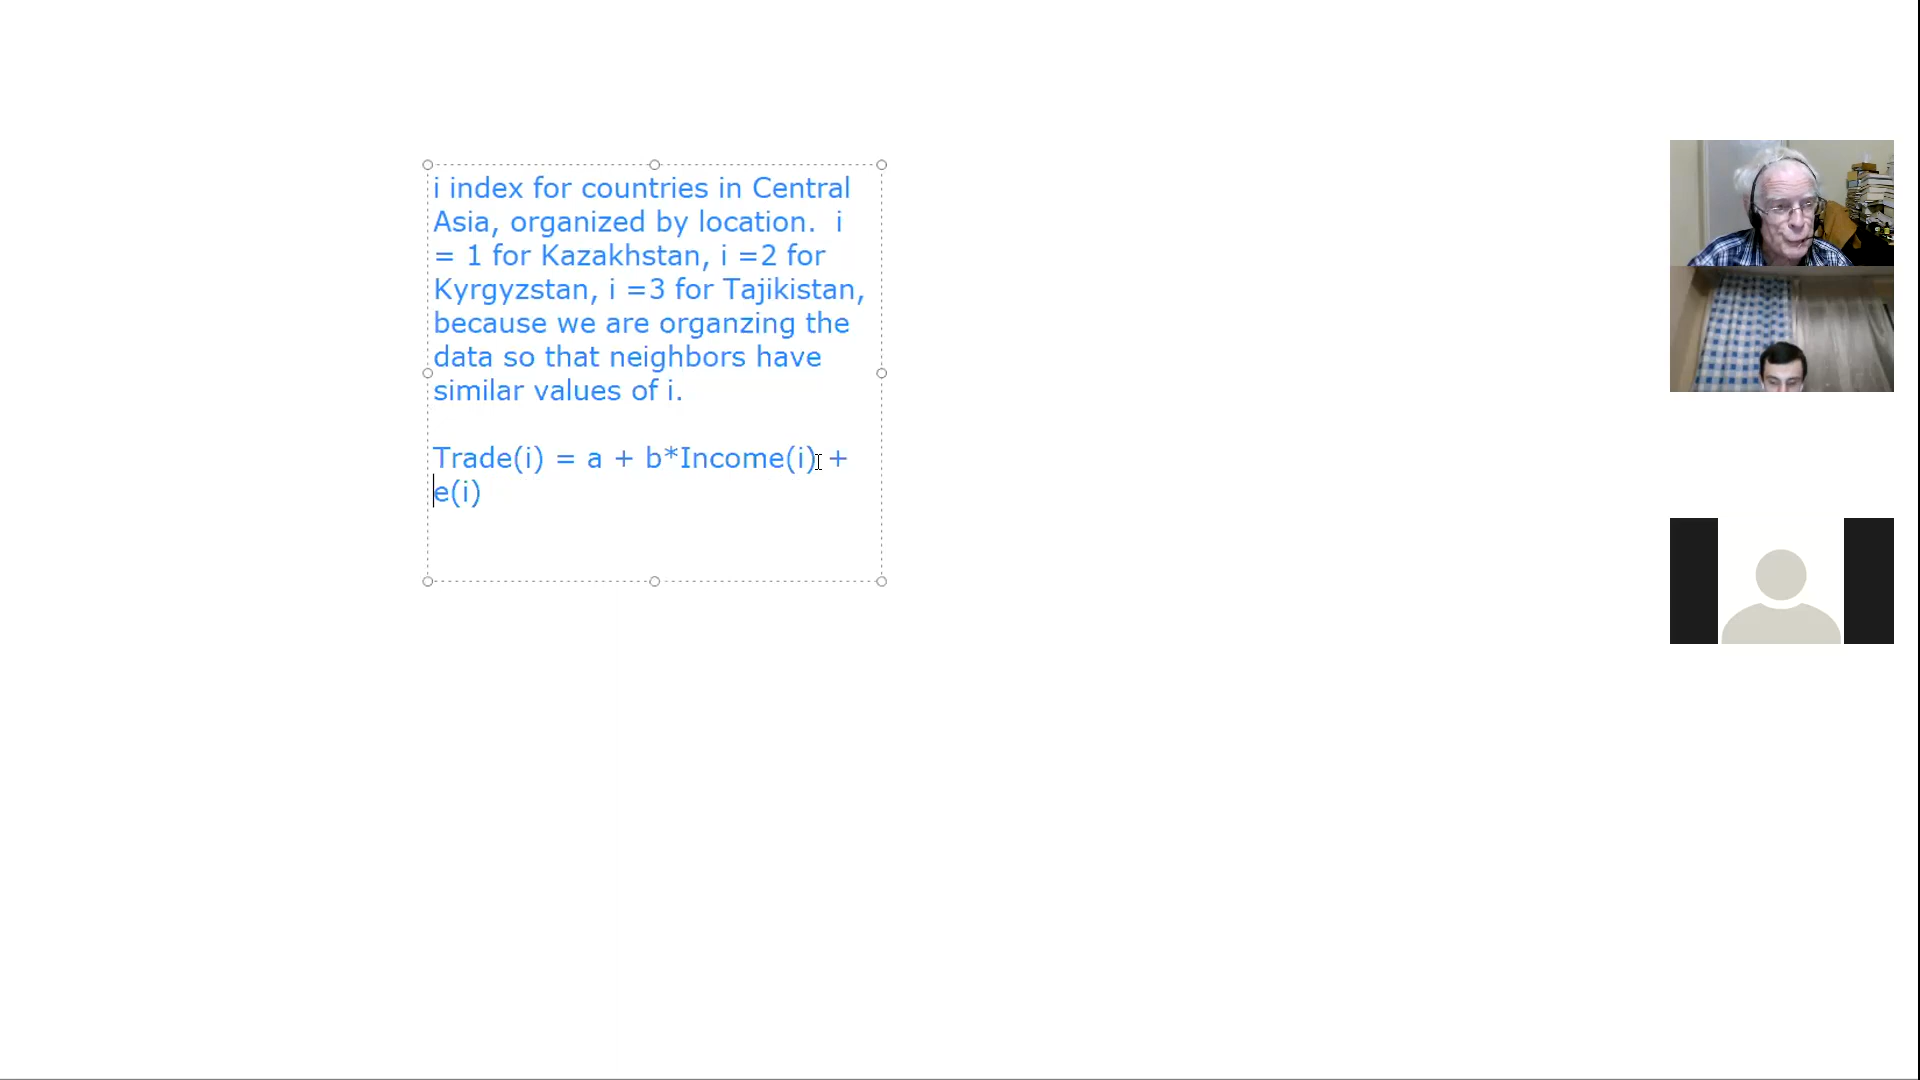 i index for countries in Central
Asia, organized by location.  i
= 1 for Kazakhstan, i =2 for
Kyrgyzstan, i =3 for Tajikistan,
because we are organzing the
data so that neighbors have
similar values of i.
Trade(i) = a + b*Income(i) +
e(i)